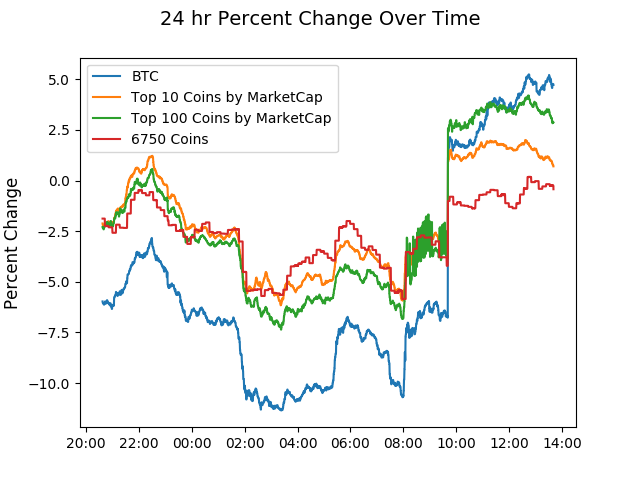 24 hr Percent Change Over Time
BTC
Top 10 Coins by MarketCap
Top 100 Coins by MarketCap
6750 Coins
Percent Change
5.0
2.5
0.0
−2.5
−5.0
−7.5
−10.0
20:00 22:00 00:00 02:00 04:00 06:00 08:00 10:00 12:00 14:00